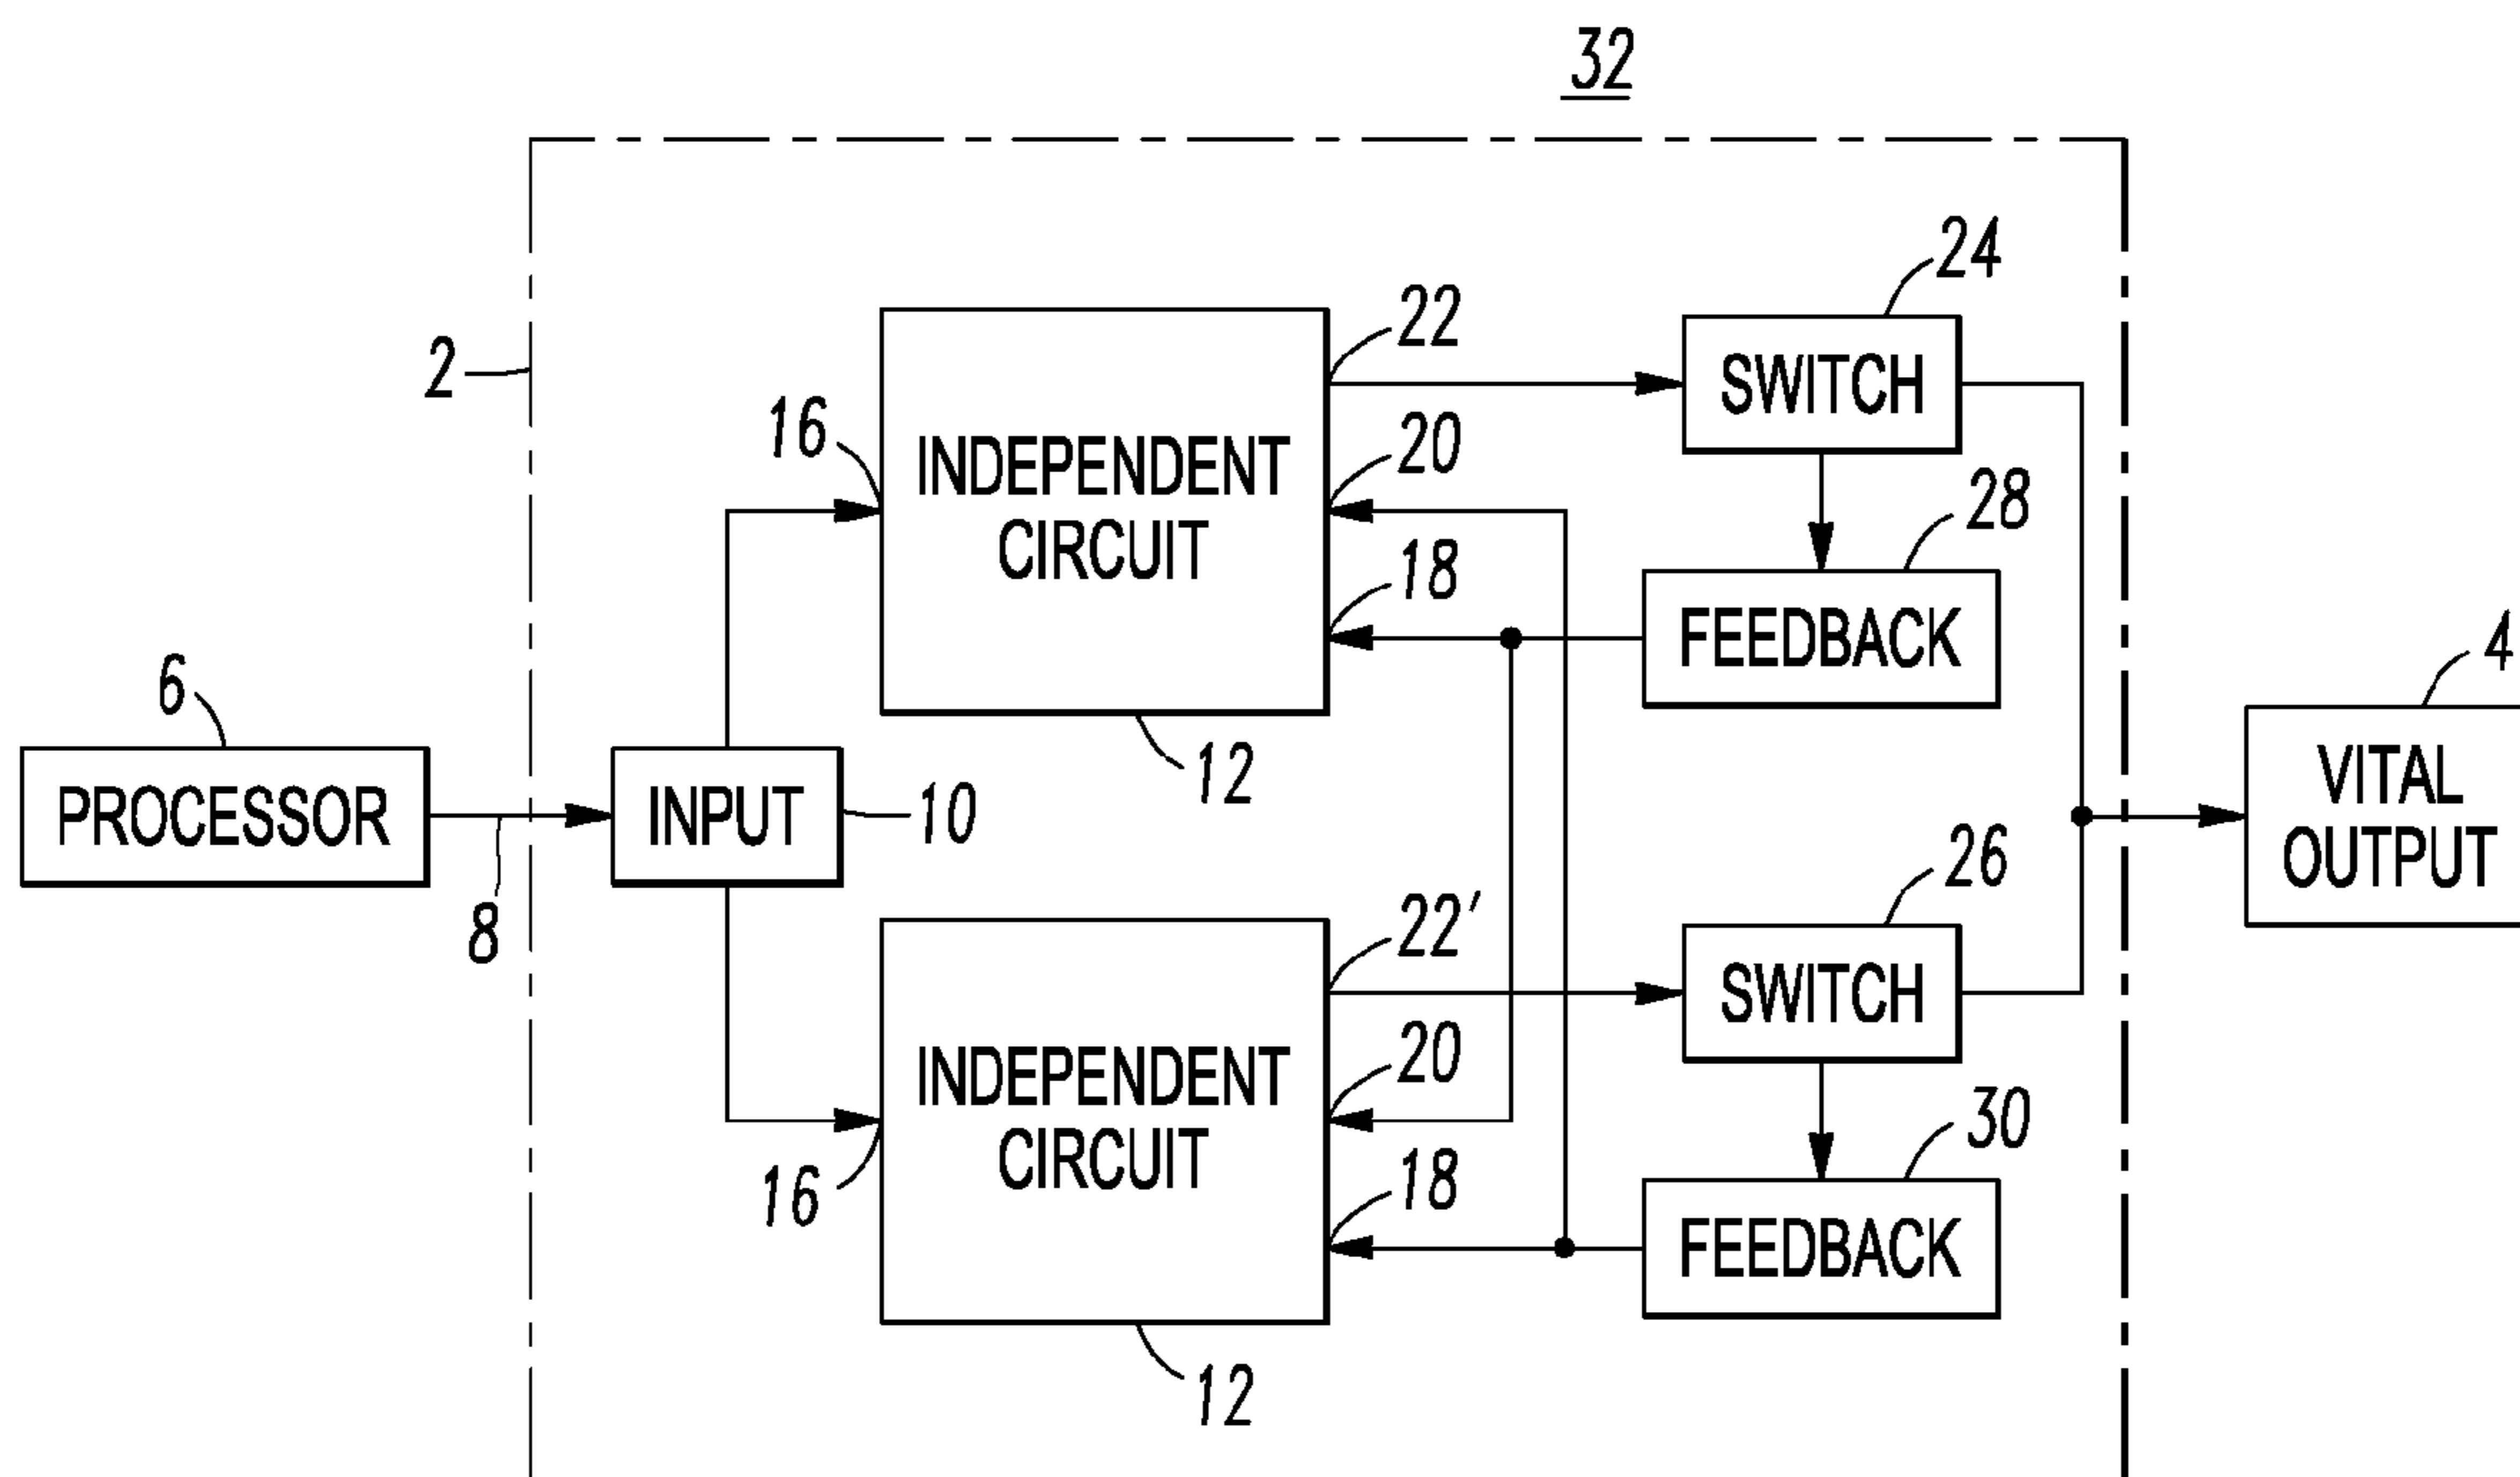 32
2
24
22
SWITCH
16
20
INDEPENDENT
CIRCUIT
28
18
FEEDBACK
4
6
12
VITAL
OUTPUT
PROCESSOR
INPUT
10
8
26
22'
SWITCH
20
INDEPENDENT
CIRCUIT
30
16
18
FEEDBACK
12